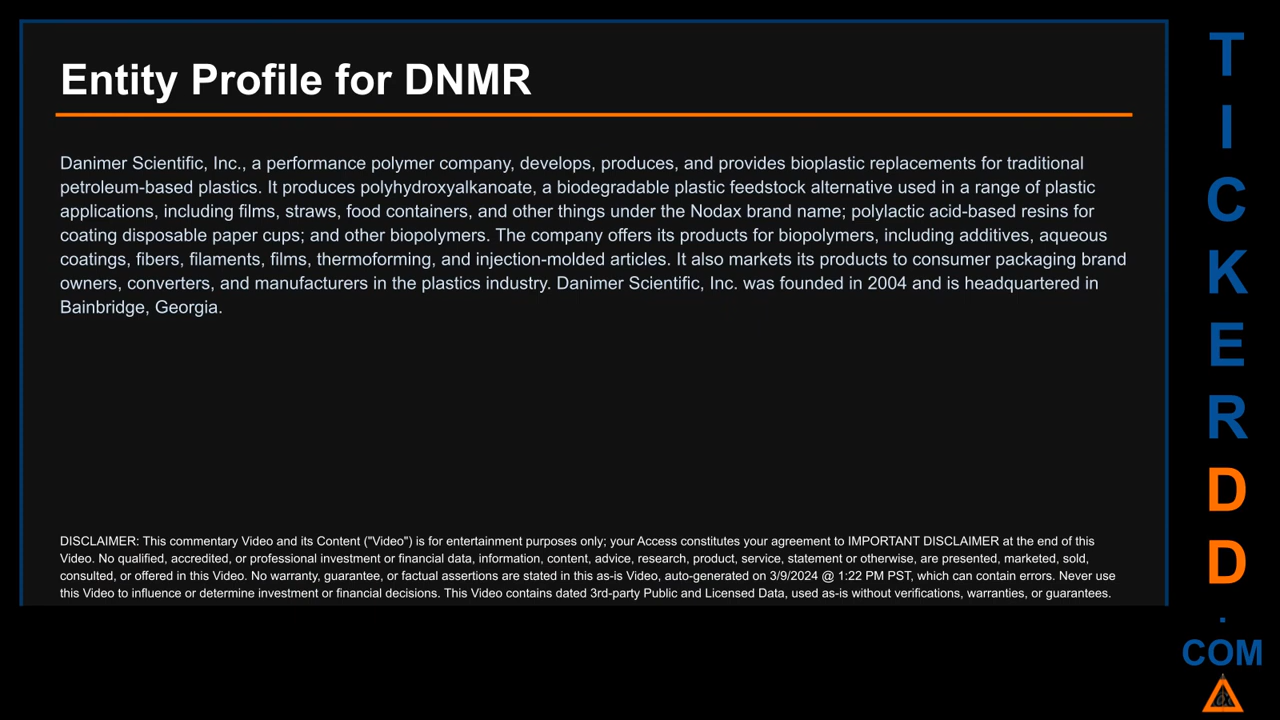 Entity Profile for DNMR
Danimer Scientific, Inc., a performance polymer company, develops, produces, and provides bioplastic replacements for traditional
petroleum-based plastics. It produces polyhydroxyalkanoate, a biodegradable plastic feedstock alternative used in a range of plastic
applications, including films, straws, food containers, and other things under the Nodax brand name; polylactic acid-based resins for
coating disposable paper cups; and other biopolymers. The company offers its products for biopolymers, including additives, aqueous
coatings, fibers, filaments, films, thermoforming, and injection-molded articles. It also markets its products to consumer packaging brand
owners, converters, and manufacturers in the plastics industry. Danimer Scientific, Inc. was founded in 2004 and is headquartered in
Bainbridge, Georgia.
DISCLAIMER: This commentary Video and its Content ("Video") is for entertainment purposes only; your Access constitutes your agreement to IMPORTANT DISCLAIMER at the end of this
Video. No qualified, accredited, or professional investment or financial data, information, content, advice, research, product, service, statement or otherwise, are presented, marketed, sold,
consulted, or offered in this Video. No warranty, guarantee, or factual assertions are stated in this as-is Video, auto-generated on 3/9/2024 @ 1:22 PM PST, which can contain errors. Never use
this Video to influence or determine investment or financial decisions. This Video contains dated 3rd-party Public and Licensed Data, used as-is without verifications, warranties, or guarantees.
T
I
C
K
E
R
D
D
.
COM